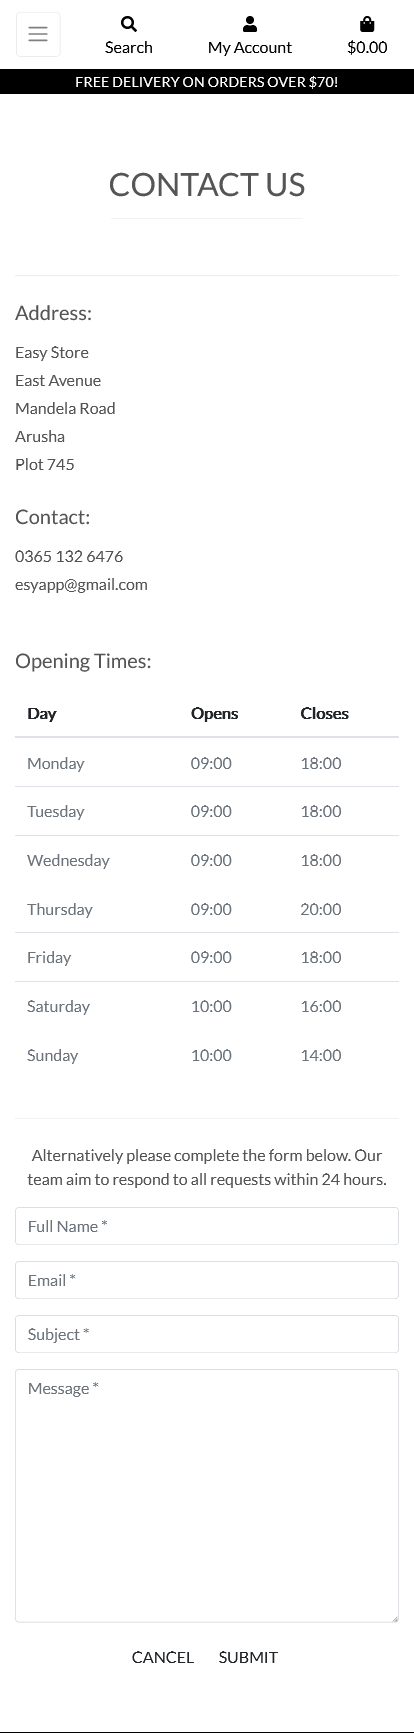 Search My Account $0.00
FREE DELIVERY ON ORDERS OVER $70!
CONTACT US
Address:
Easy Store
East Avenue
Mandela Road
Arusha
Plot 745
Contact:
0365 132 6476
esyapp@gmail.com
Opening Times:
Day Opens Closes
Monday 09:00 18:00
Tuesday 09:00 18:00
Wednesday 09:00 18:00
Thursday 09:00 20:00
Friday 09:00 18:00
Saturday 10:00 16:00
Sunday 10:00 14:00
Alternatively please complete the form below. Our
team aim to respond to all requests within 24 hours.
Full Name *
Email *
Subject *
Message *
CANCEL SUBMIT